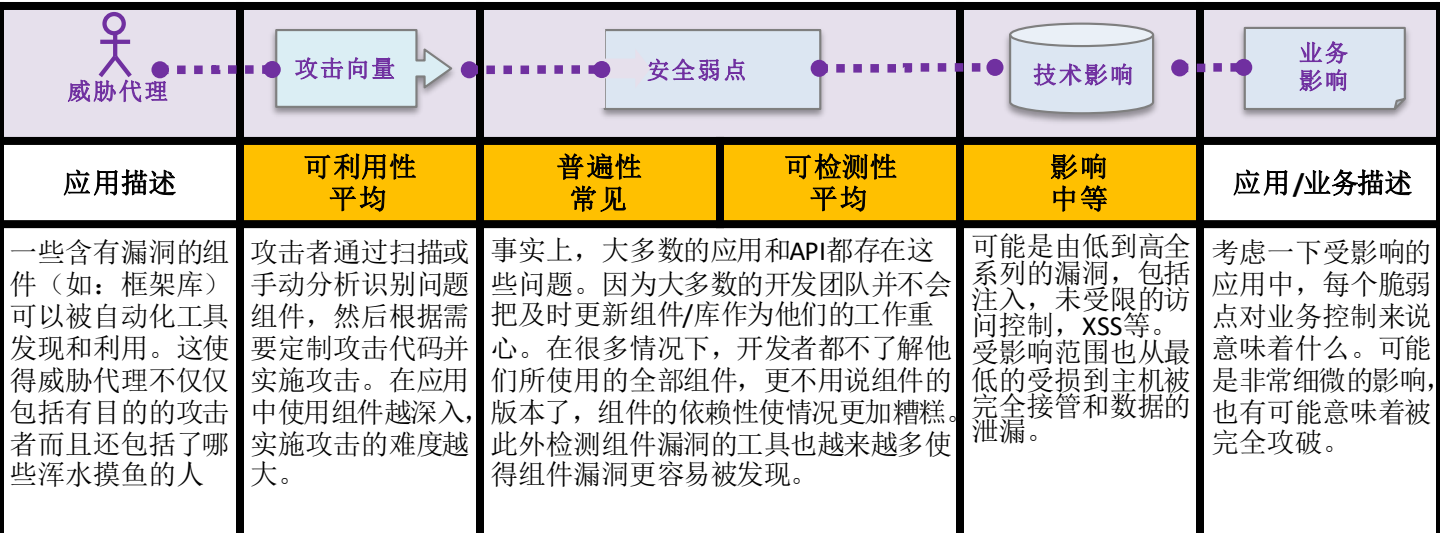 威胁代理
攻击向量
安全弱点
技术影响
业务
影响
应用描述
可利用性
平均
普遍性
常见
可检测性
平均
影响
中等
应用/业务描述
一些含有漏洞的组
件（如：框架库）
可以被自动化工具
发现和利用。这使
得威胁代理不仅仅
包括有目的的攻击
者而且还包括了哪
些浑水摸鱼的人
攻击者通过扫描或
手动分析识别问题
组件，然后根据需
要定制攻击代码并
实施攻击。在应用
中使用组件越深入，
实施攻击的难度越
大。
事实上，大多数的应用和API都存在这
些问题。因为大多数的开发团队并不会
把及时更新组件/库作为他们的工作重
心。在很多情况下，开发者都不了解他
们所使用的全部组件，更不用说组件的
版本了，组件的依赖性使情况更加糟糕。
此外检测组件漏洞的工具也越来越多使
得组件漏洞更容易被发现。
可能是由低到高全
系列的漏洞，包括
注入，未受限的访
问控制，XSS等。
受影响范围也从最
低的受损到主机被
完全接管和数据的
泄漏。
考虑一下受影响的
应用中，每个脆弱
点对业务控制来说
意味着什么。可能
是非常细微的影响，
也有可能意味着被
完全攻破。